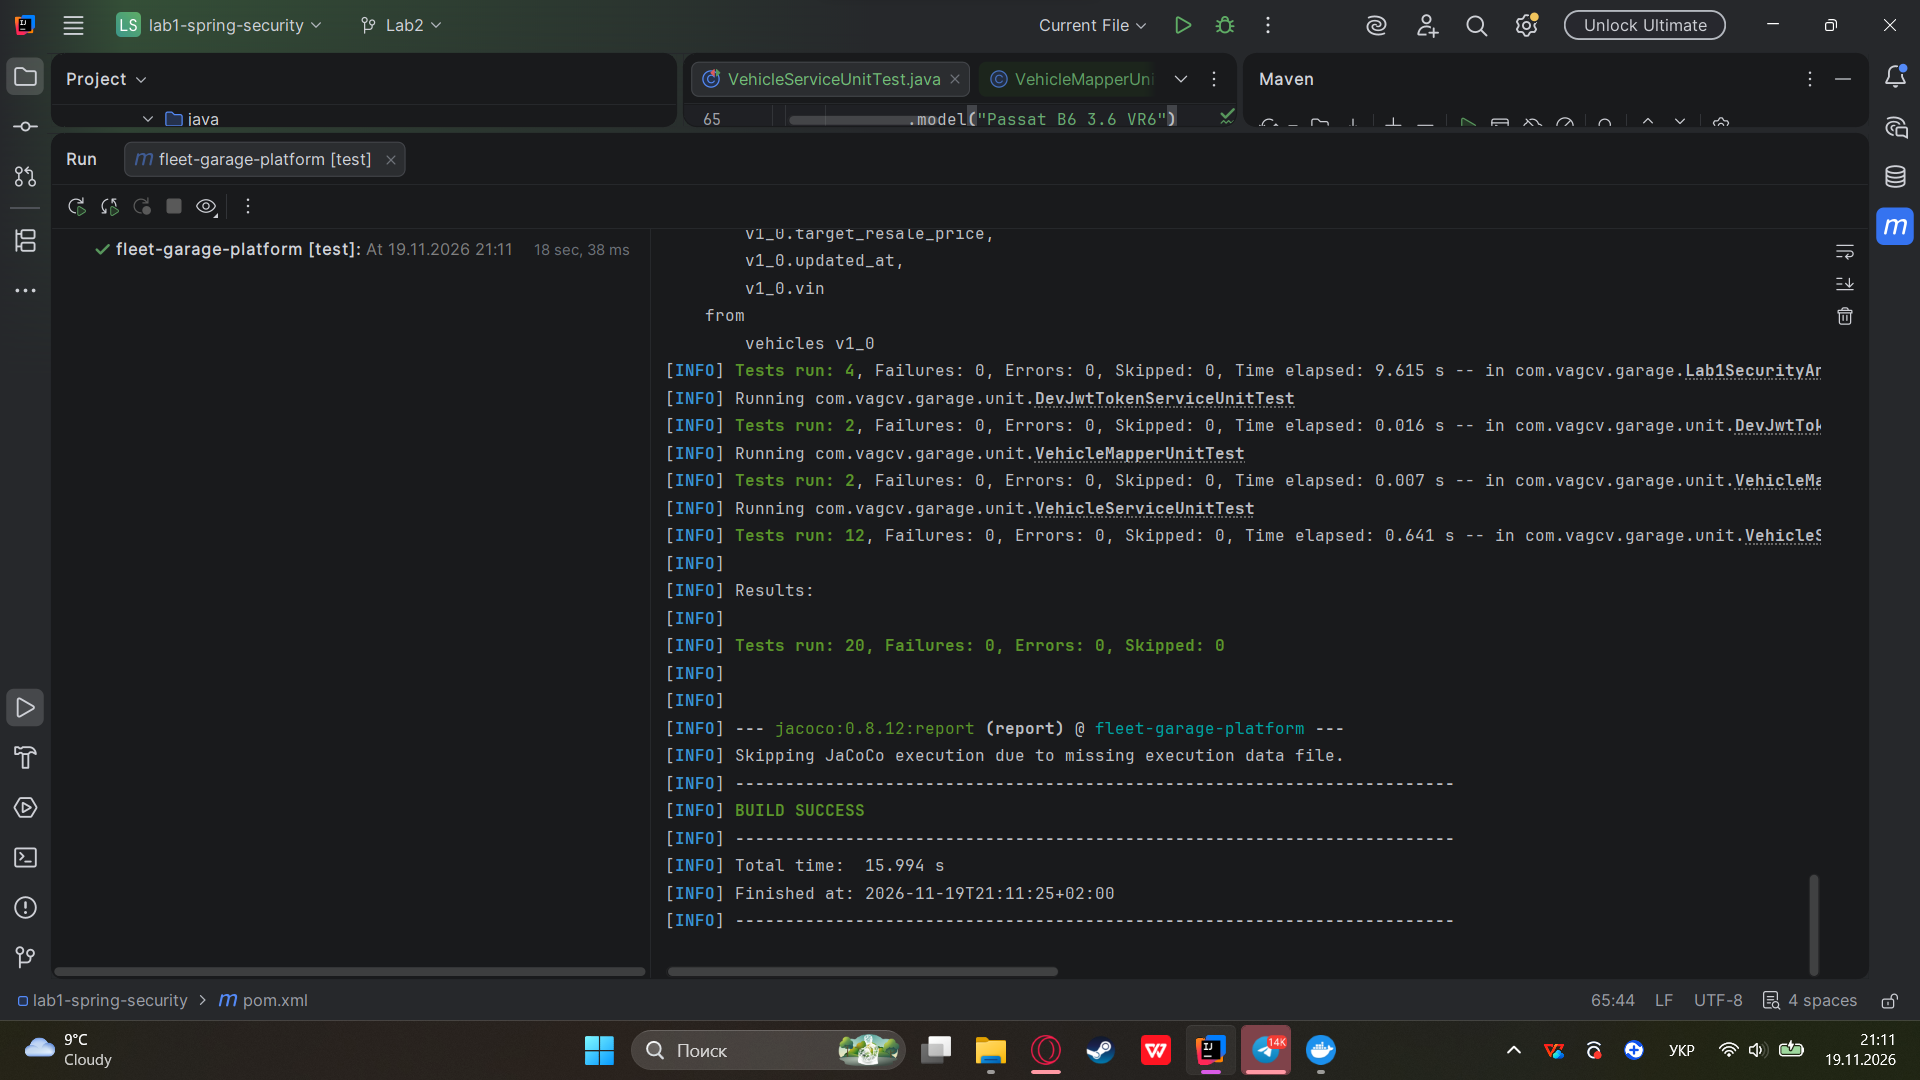 LS lab1-spring-security
Lab2
Current File
Unlock Ultimate
Project
VehicleServiceUnitTest.java
VehicleMapperUni
Maven
java
65 .model("Passat B6 3.6 VR6")
Run
fleet-garage-platform [test]
fleet-garage-platform [test]: At 19.11.2026 21:11 18 sec, 38 ms
v1_0.target_resale_price,
v1_0.updated_at,
v1_0.vin
from
vehicles v1_0
[INFO] Tests run: 4, Failures: 0, Errors: 0, Skipped: 0, Time elapsed: 9.615 s -- in com.vagcv.garage.Lab1SecurityAr
[INFO] Running com.vagcv.garage.unit.DevJwtTokenServiceUnitTest
[INFO] Tests run: 2, Failures: 0, Errors: 0, Skipped: 0, Time elapsed: 0.016 s -- in com.vagcv.garage.unit.DevJwtTok
[INFO] Running com.vagcv.garage.unit.VehicleMapperUnitTest
[INFO] Tests run: 2, Failures: 0, Errors: 0, Skipped: 0, Time elapsed: 0.007 s -- in com.vagcv.garage.unit.VehicleMa
[INFO] Running com.vagcv.garage.unit.VehicleServiceUnitTest
[INFO] Tests run: 12, Failures: 0, Errors: 0, Skipped: 0, Time elapsed: 0.641 s -- in com.vagcv.garage.unit.VehicleS
[INFO]
[INFO] Results:
[INFO]
[INFO] Tests run: 20, Failures: 0, Errors: 0, Skipped: 0
[INFO]
[INFO]
[INFO] --- jacoco:0.8.12:report (report) @ fleet-garage-platform ---
[INFO] Skipping JaCoCo execution due to missing execution data file.
[INFO] ------------------------------------------------------------------------
[INFO] BUILD SUCCESS
[INFO] ------------------------------------------------------------------------
[INFO] Total time:  15.994 s
[INFO] Finished at: 2026-11-19T21:11:25+02:00
[INFO] ------------------------------------------------------------------------
lab1-spring-security > m pom.xml
65:44 LF UTF-8 4 spaces
9°C
Cloudy
Поиск
14K
УКР
21:11
19.11.2026